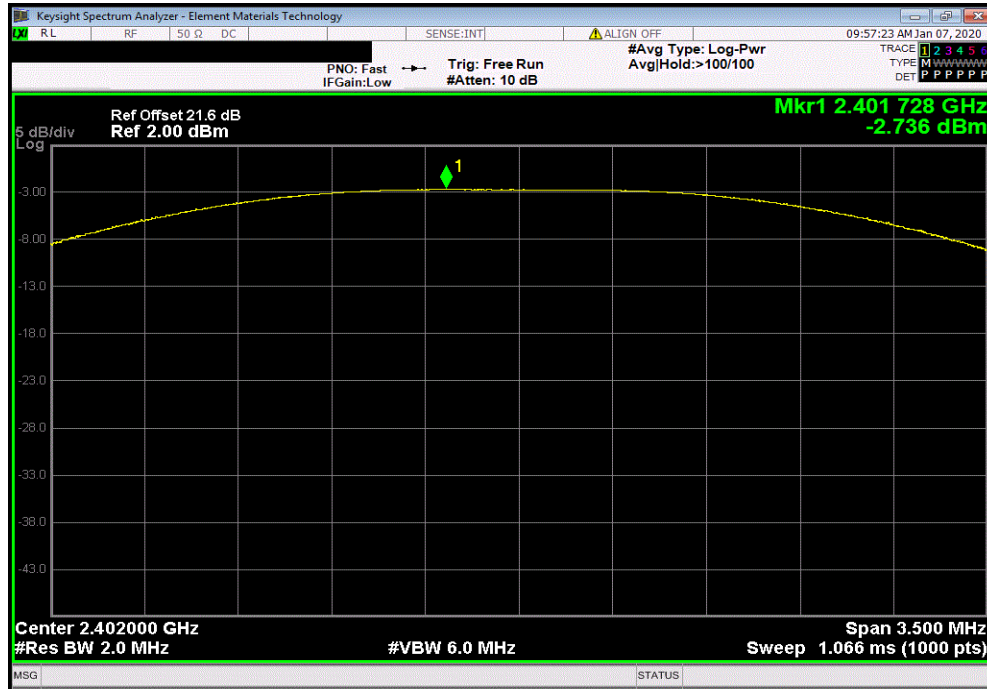 Keysight Spectrum Analyzer - Element Materials Technology
LXI RL RF 50 Ω DC SENSE:INT ALIGN OFF 09:57:23 AM Jan 07, 2020
PNO: Fast Trig: Free Run #Avg Type: Log-Pwr TRACE 1 2 3 4 5 6
IFGain:Low #Atten: 10 dB Avg|Hold:>100/100 TYPE M W W W W W
DET P P P P P P
Mkr1 2.401 728 GHz
-2.736 dBm
Ref Offset 21.6 dB
5 dB/div Ref 2.00 dBm
Log
1
-3.00
-8.00
-13.0
-18.0
-23.0
-28.0
-33.0
-38.0
-43.0
Center 2.402000 GHz Span 3.500 MHz
#Res BW 2.0 MHz #VBW 6.0 MHz Sweep 1.066 ms (1000 pts)
MSG STATUS